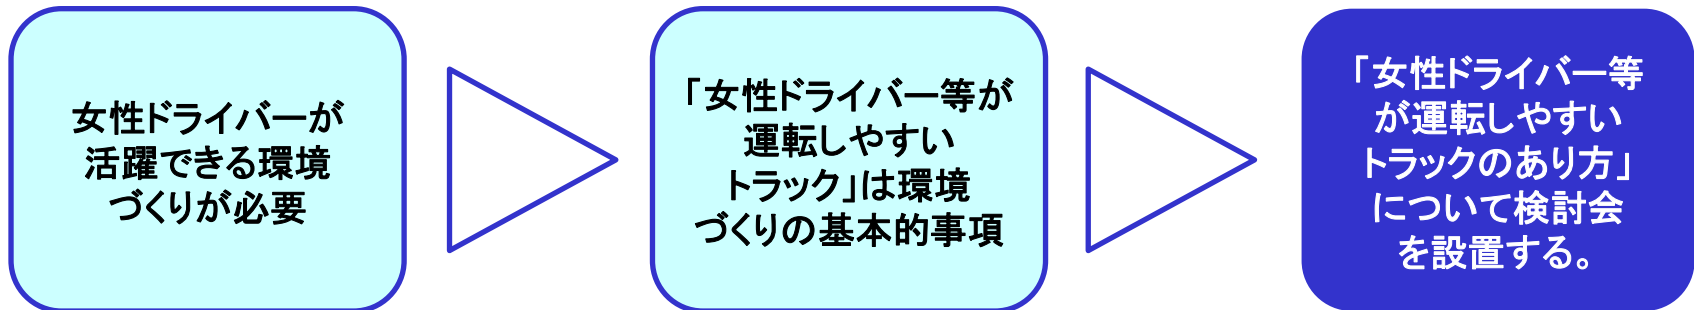 女性ドライバーが
活躍できる環境
づくりが必要
「女性ドライバー等が
運転しやすい
トラック」は環境
づくりの基本的事項
「女性ドライバー等
が運転しやすい
トラックのあり方」
について検討会
を設置する。